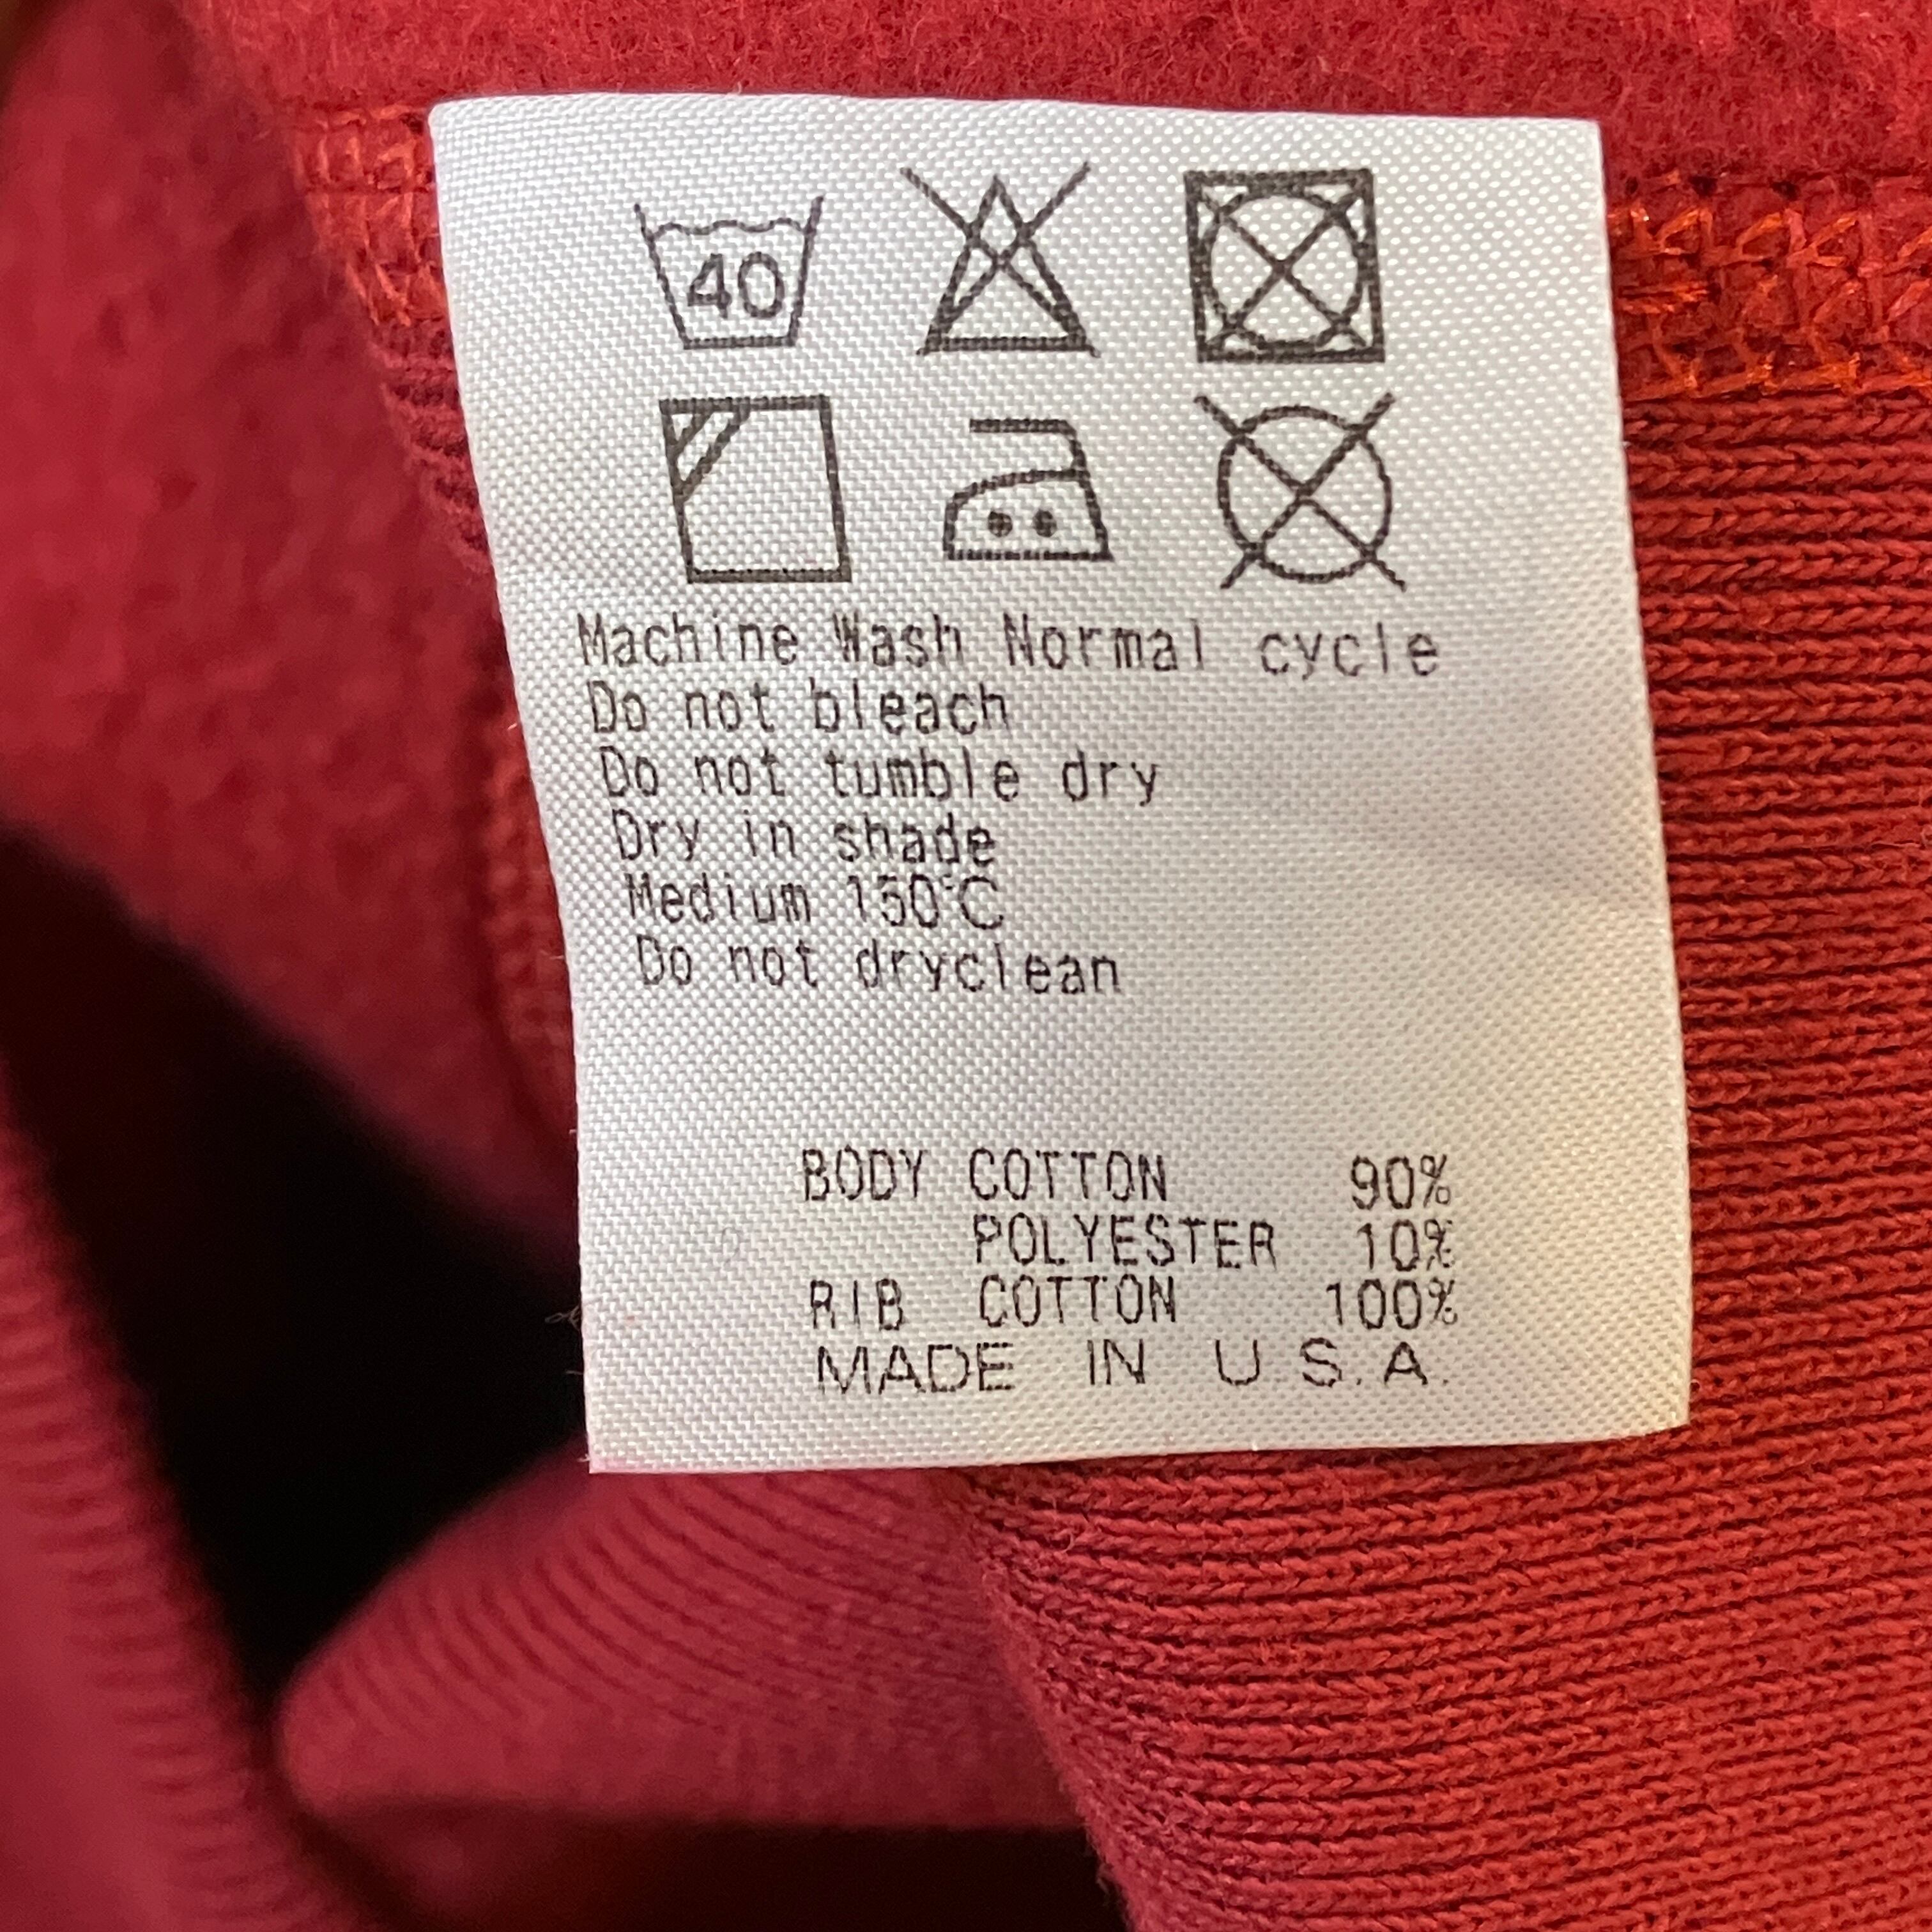 40
Machine Wash Normal cycle
Do not bleach
Do not tumble dry
Dry in shade
Medium 150°C
Do not dryclean
BODY COTTON 90%
POLYESTER 10%
RIB COTTON 100%
MADE IN U.S.A.